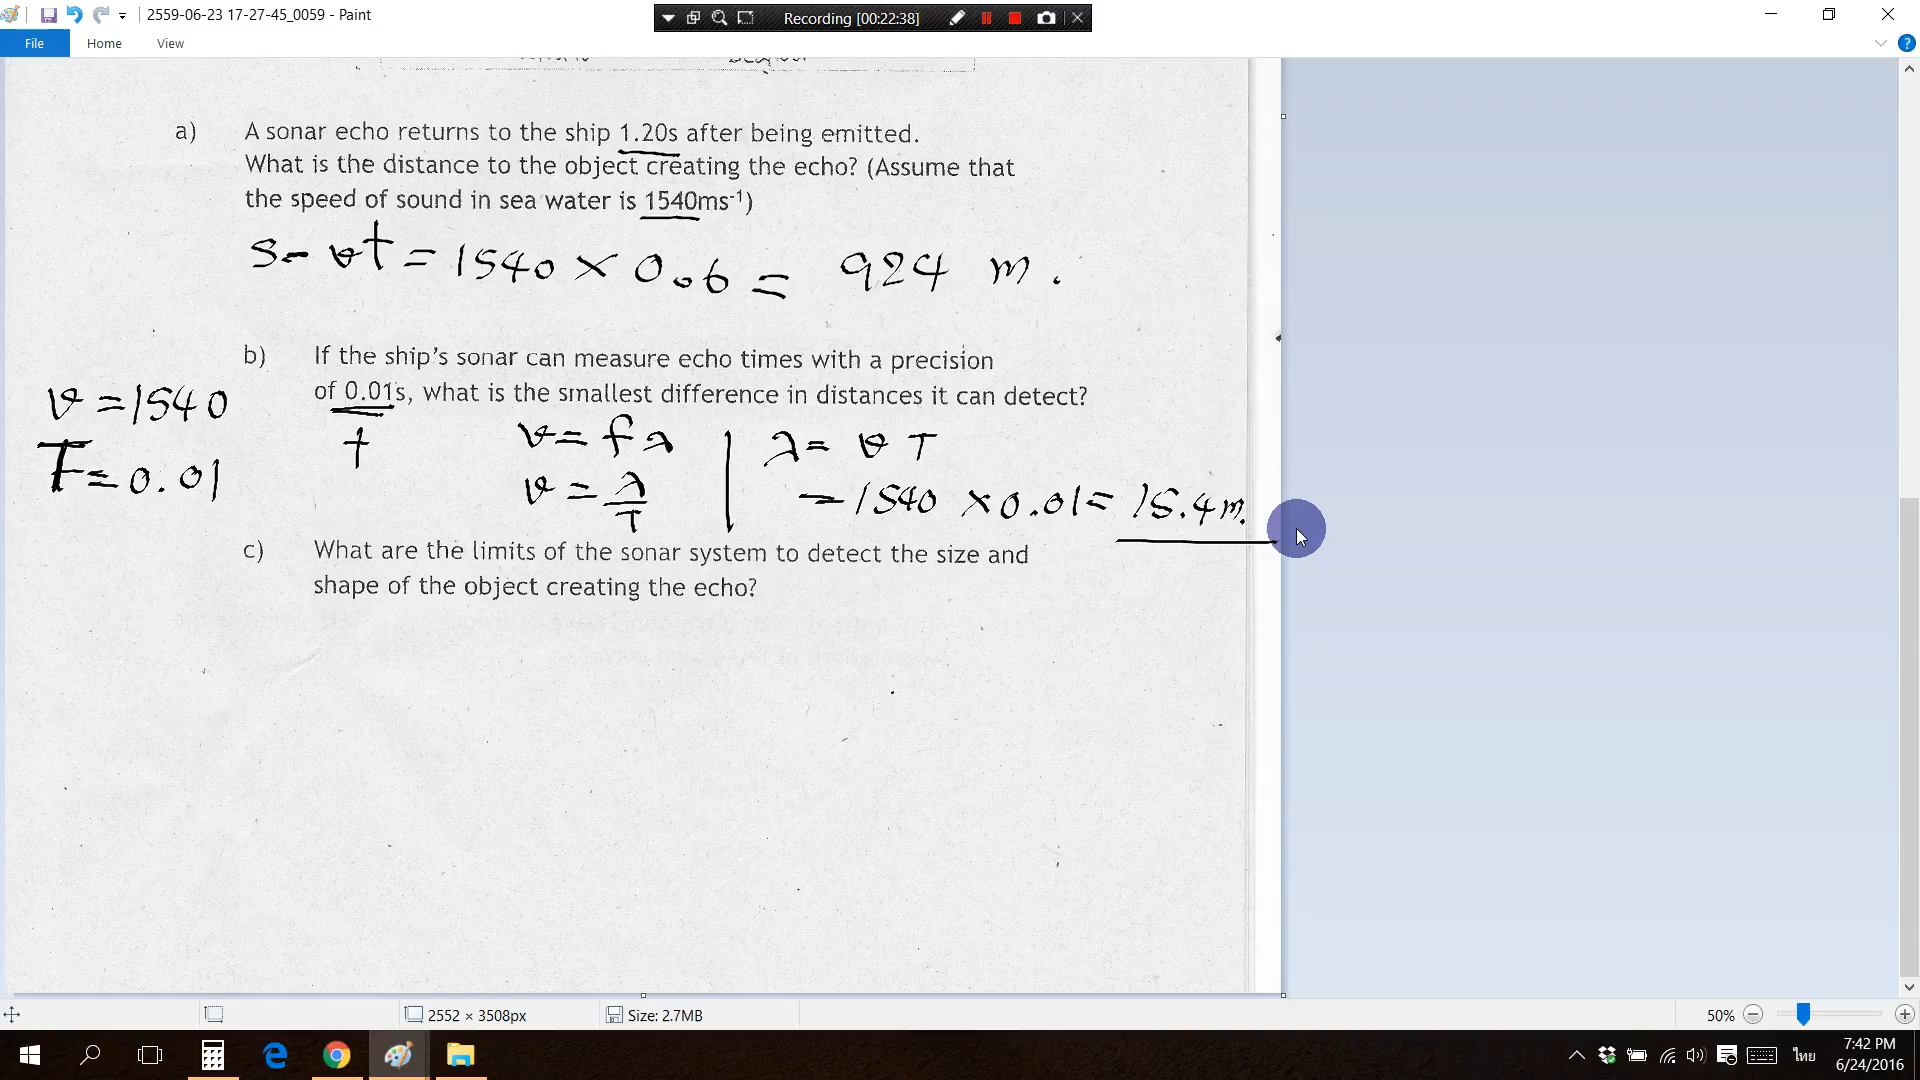 2559-06-23 17-27-45_0059 - Paint
Recording [00:22:38]
File Home View
a) A sonar echo returns to the ship 1.20s after being emitted.
What is the distance to the object creating the echo? (Assume that
the speed of sound in sea water is 1540ms⁻¹)
s = vt = 1540 × 0.06 = 924 m.
b) If the ship's sonar can measure echo times with a precision
of 0.01s, what is the smallest difference in distances it can detect?
v = 1540
T = 0.01
t
v = fλ
v = λ/T
λ = vT
= 1540 × 0.01 = 15.4 m.
c) What are the limits of the sonar system to detect the size and
shape of the object creating the echo?
2552 × 3508px
Size: 2.7MB
50%
ไทย
7:42 PM
6/24/2016